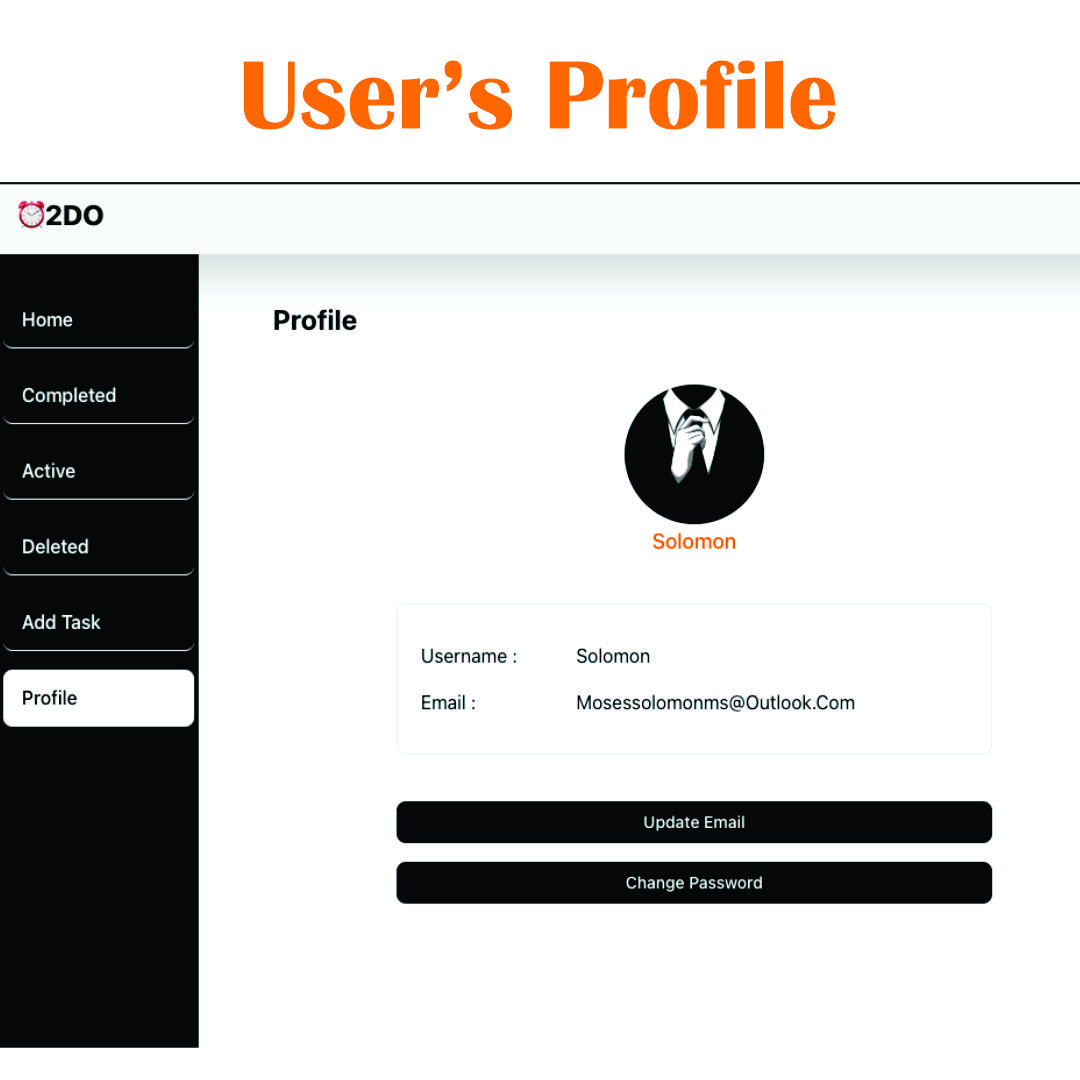 User’s Profile
⏰2DO
Home
Completed
Active
Deleted
Add Task
Profile
Profile
Solomon
Username : Solomon
Email : Mosessolomonms@Outlook.Com
Update Email
Change Password